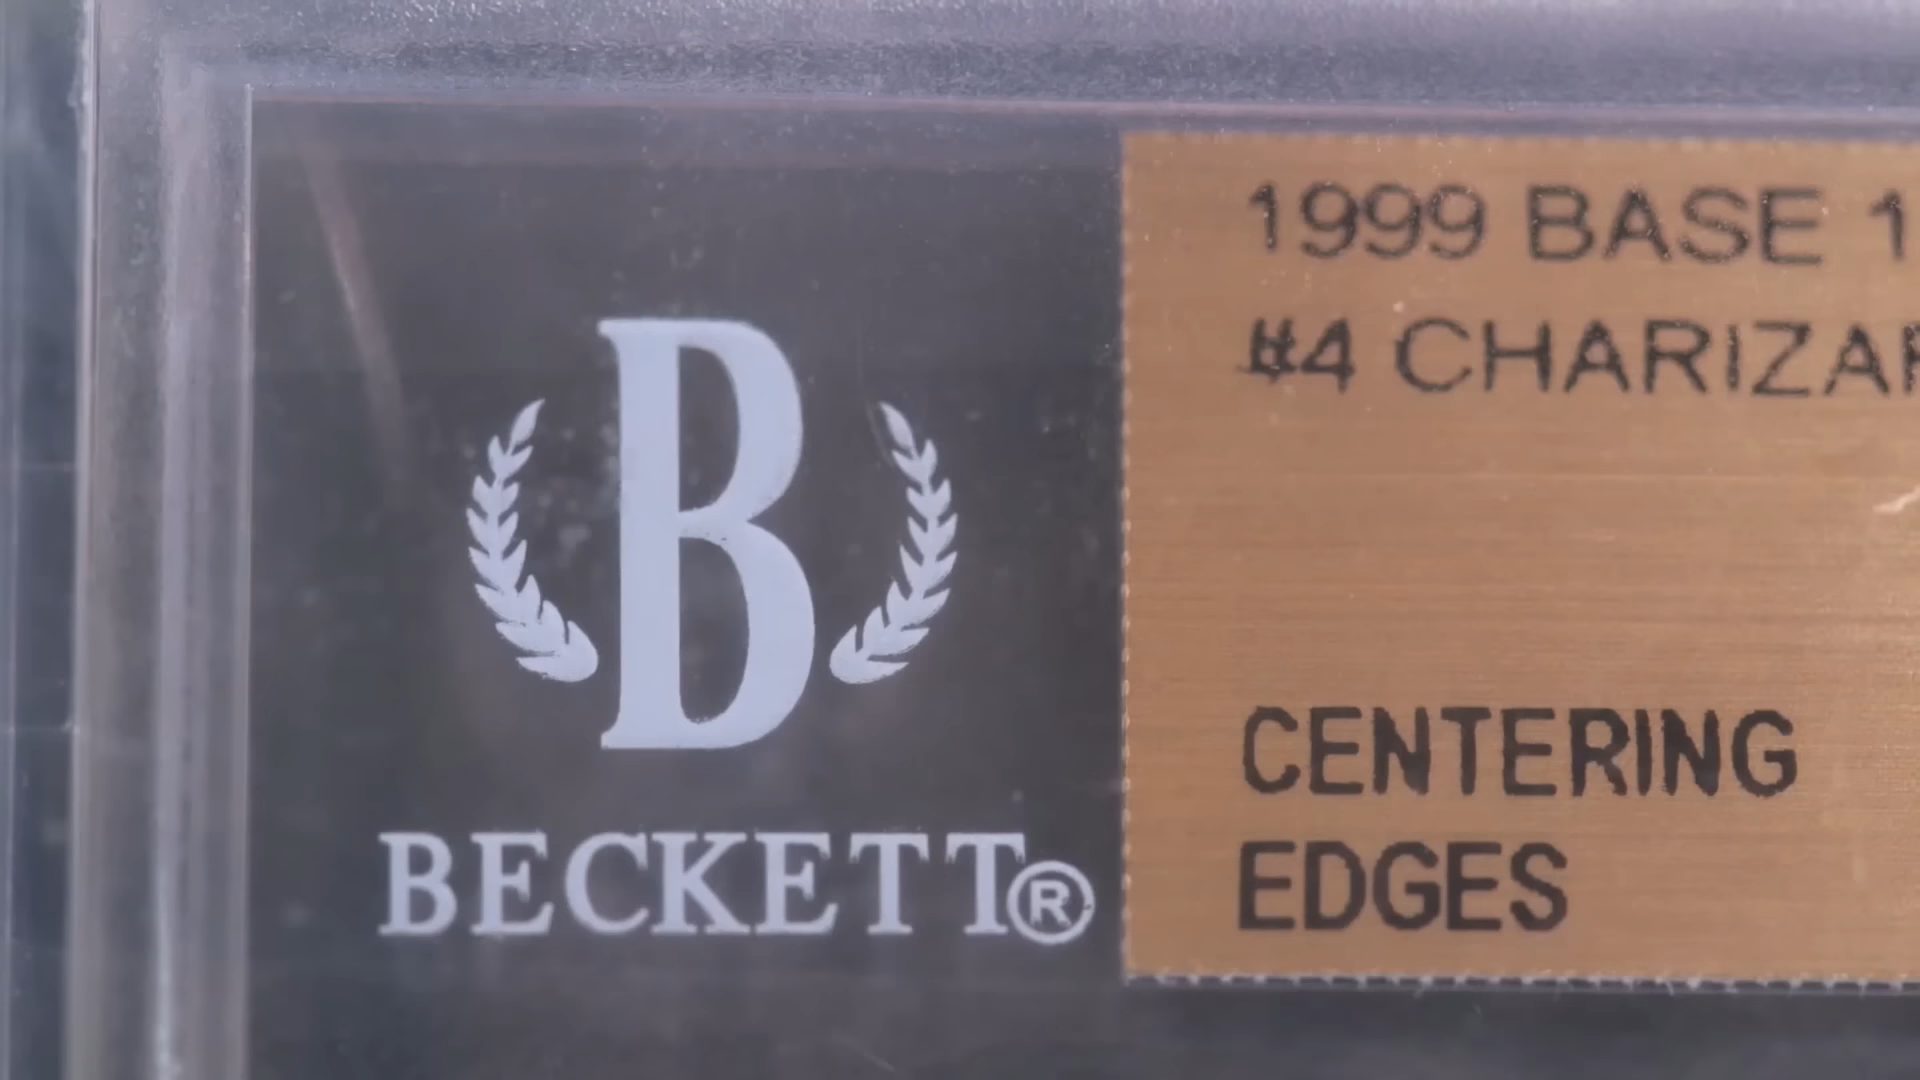 B
BECKETT®
1999 BASE 1
#4 CHARIZAR
CENTERING
EDGES